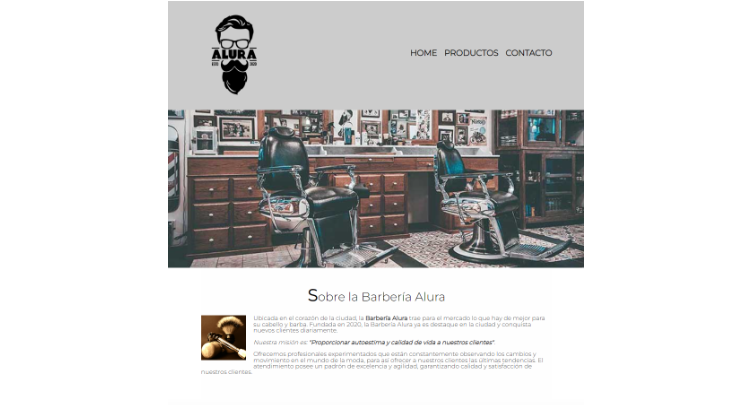 ALURA
ESTD 2020
HOME PRODUCTOS CONTACTO
Sobre la Barbería Alura
Ubicada en el corazón de la ciudad, la Barbería Alura trae para el mercado lo que hay de mejor para
su cabello y barba. Fundada en 2020, la Barbería Alura ya es destaque en la ciudad y conquista
nuevos clientes diariamente.
Nuestra misión es: "Proporcionar autoestima y calidad de vida a nuestros clientes".
Ofrecemos profesionales experimentados que están constantemente observando los cambios y
movimiento en el mundo de la moda, para así ofrecer a nuestros clientes las últimas tendencias. El
atendimiento posee un padrón de excelencia y agilidad, garantizando calidad y satisfacción de
nuestros clientes.